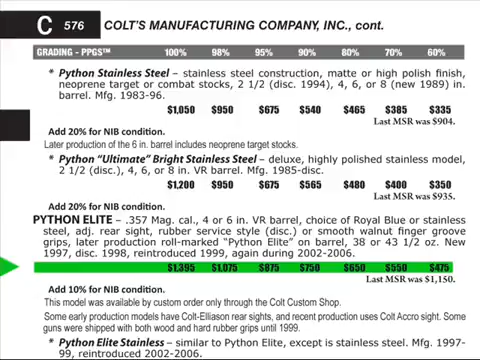 C 576 COLT'S MANUFACTURING COMPANY, INC., cont.
GRADING - PPGS™ 100% 98% 95% 90% 80% 70% 60%
* Python Stainless Steel – stainless steel construction, matte or high polish finish,
neoprene target or combat stocks, 2 1/2 (disc. 1994), 4, 6, or 8 (new 1989) in.
barrel. Mfg. 1983-96.
$1,050 $950 $675 $540 $465 $385 $335
Last MSR was $904.
Add 20% for NIB condition.
Later production of the 6 in. barrel includes neoprene target stocks.
* Python "Ultimate" Bright Stainless Steel – deluxe, highly polished stainless model,
2 1/2 (disc.), 4, 6, or 8 in. VR barrel. Mfg. 1985-disc.
$1,200 $950 $675 $565 $480 $400 $350
Last MSR was $935.
Add 20% for NIB condition.
PYTHON ELITE – .357 Mag. cal., 4 or 6 in. VR barrel, choice of Royal Blue or stainless
steel, adj. rear sight, rubber service style (disc.) or smooth walnut finger groove
grips, later production roll-marked "Python Elite" on barrel, 38 or 43 1/2 oz. New
1997, disc. 1998, reintroduced 1999, again during 2002-2006.
$1,395 $1,075 $875 $750 $650 $550 $475
Last MSR was $1,150.
Add 10% for NIB condition.
This model was available by custom order only through the Colt Custom Shop.
Some early production models have Colt-Elliason rear sights, and recent production uses Colt Accro sight. Some
guns were shipped with both wood and hard rubber grips until 1999.
* Python Elite Stainless – similar to Python Elite, except is stainless steel. Mfg. 1997-
99, reintroduced 2002-2006.